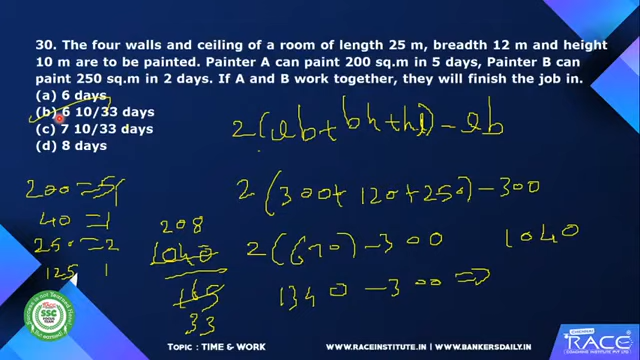 30. The four walls and ceiling of a room of length 25 m, breadth 12 m and height
10 m are to be painted. Painter A can paint 200 sq.m in 5 days, Painter B can
paint 250 sq.m in 2 days. If A and B work together, they will finish the job in.
(a) 6 days
(b) 6 10/33 days
(c) 7 10/33 days
(d) 8 days
2(lb+bh+hl)-lb
2(300+120+250)-300
2(670)-300
1040
1340-300⇒
200=5
40=1
250=2
125 1
208
1040
165
33
SSC
RACE
TOPIC : TIME & WORK
WWW.RACEINSTITUTE.IN | WWW.BANKERSDAILY.IN
RACE